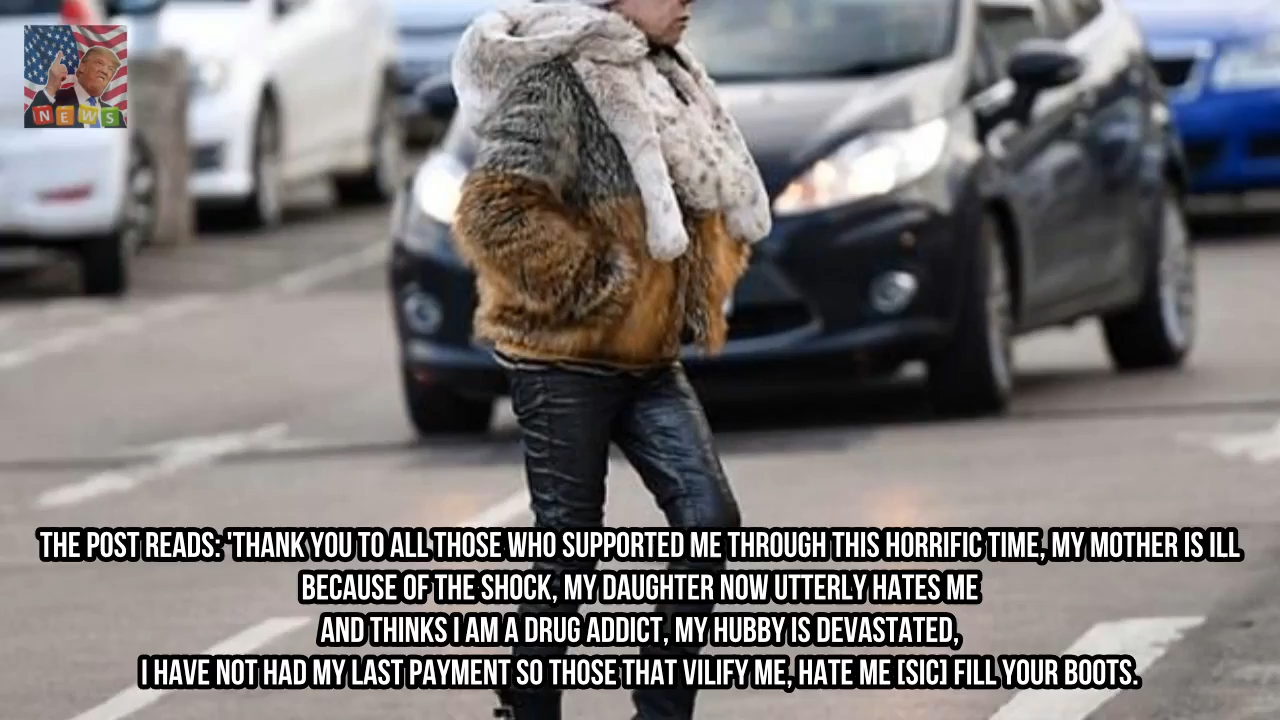 NEWS
THE POST READS: 'THANK YOU TO ALL THOSE WHO SUPPORTED ME THROUGH THIS HORRIFIC TIME, MY MOTHER IS ILL
BECAUSE OF THE SHOCK, MY DAUGHTER NOW UTTERLY HATES ME
AND THINKS I AM A DRUG ADDICT, MY HUBBY IS DEVASTATED,
I HAVE NOT HAD MY LAST PAYMENT SO THOSE THAT VILIFY ME, HATE ME [SIC] FILL YOUR BOOTS.